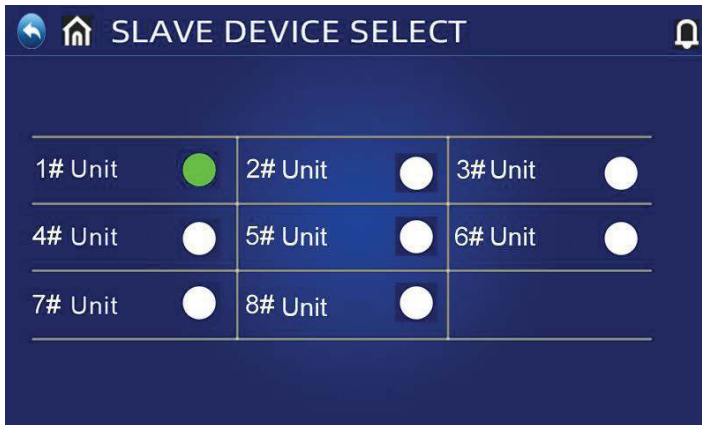 SLAVE DEVICE SELECT
1# Unit 2# Unit 3# Unit
4# Unit 5# Unit 6# Unit
7# Unit 8# Unit